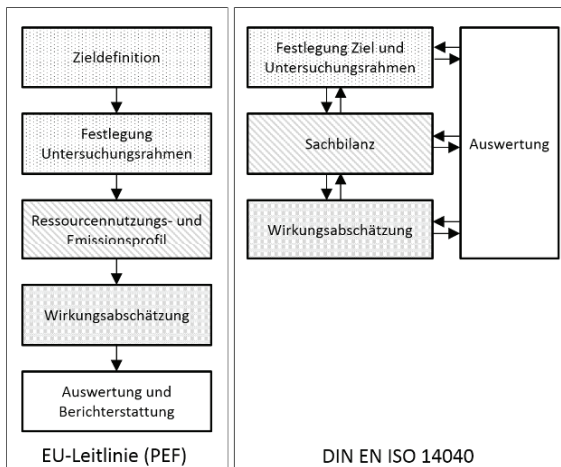 Zieldefinition
Festlegung
Untersuchungsrahmen
Ressourcennutzungs- und
Emissionsprofil
Wirkungsabschätzung
Auswertung und
Berichterstattung
EU-Leitlinie (PEF)
Festlegung Ziel und
Untersuchungsrahmen
Sachbilanz
Wirkungsabschätzung
Auswertung
DIN EN ISO 14040